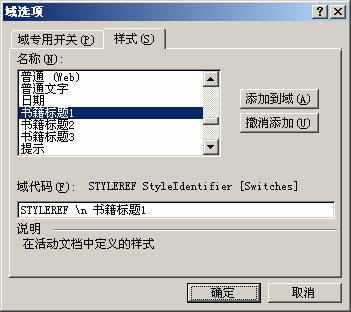 域选项
域专用开关(P) 样式(S)
名称(N):
普通 (Web)
普通文字
日期
书籍标题1
书籍标题2
书籍标题3
提示
添加到域(A)
撤消添加(U)
域代码(F): STYLEREF StyleIdentifier [Switches]
STYLEREF \n 书籍标题1
说明
在活动文档中定义的样式
确定 取消